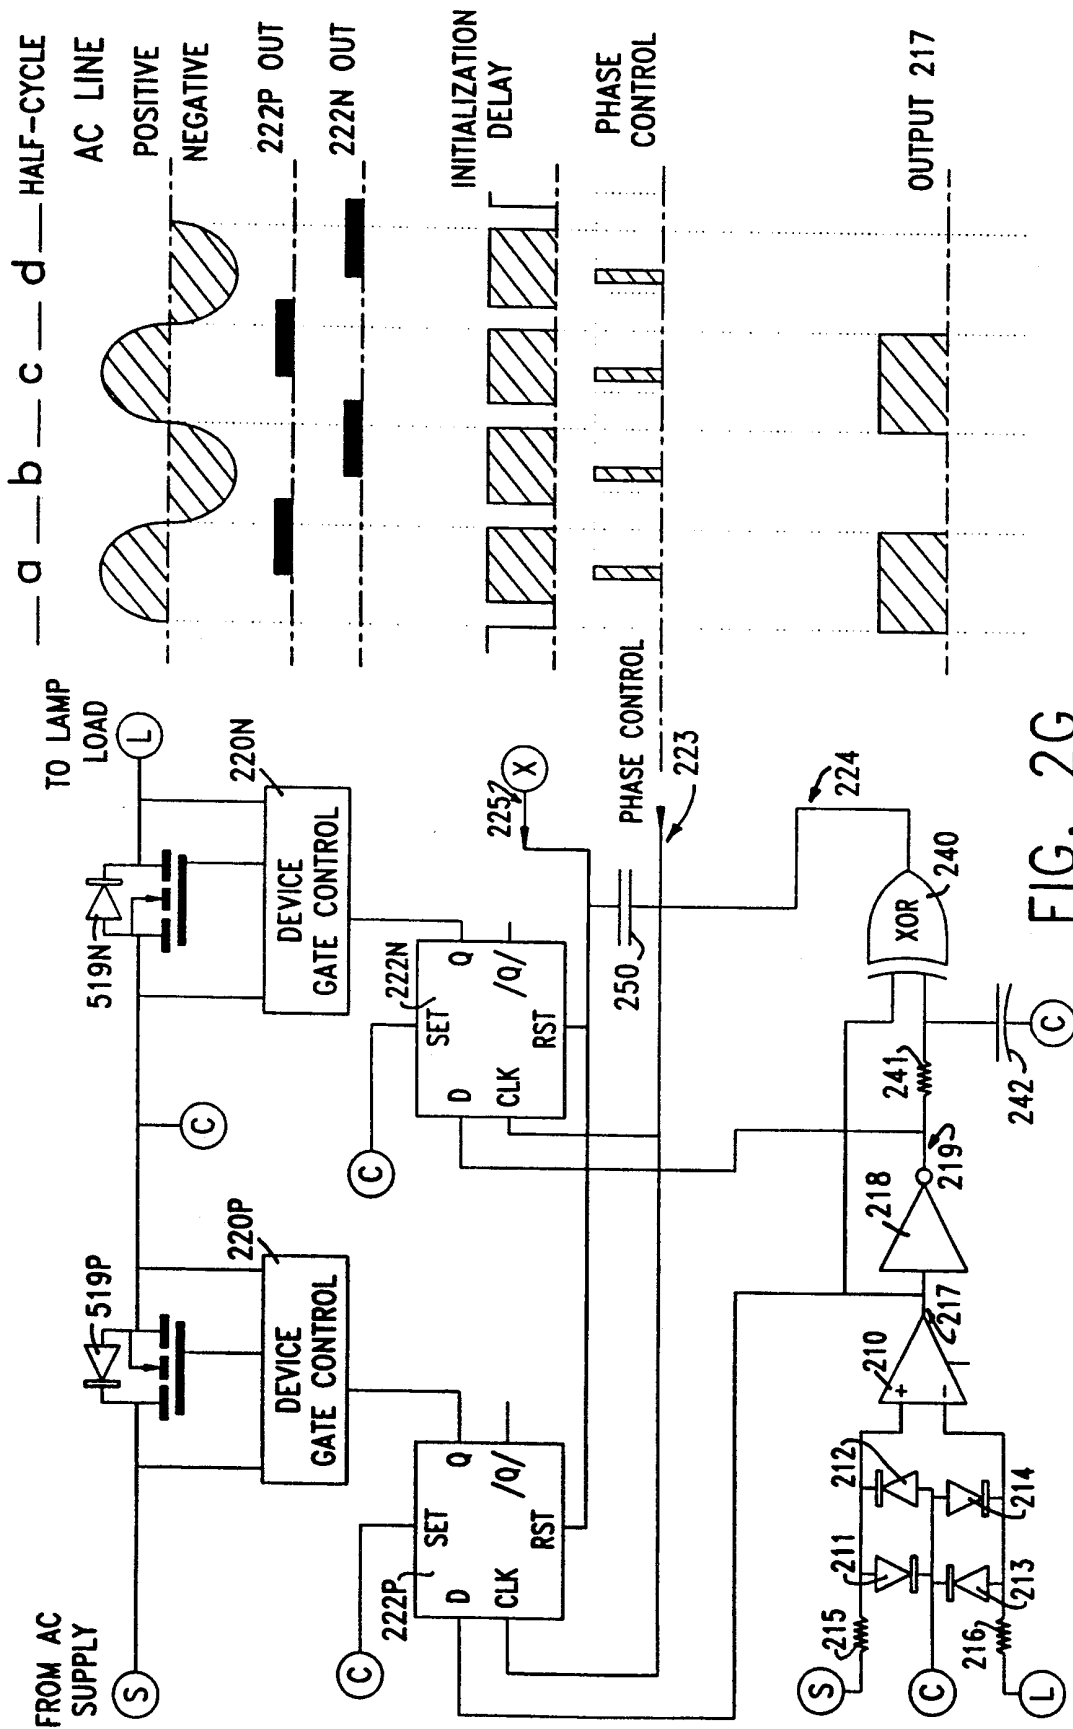 FROM AC
SUPPLY
S
519P
C
519N
TO LAMP
LOAD
L
DEVICE
GATE CONTROL
220P
DEVICE
GATE CONTROL
220N
C
222P
SET
D
Q
CLK
/Q/
RST
C
222N
SET
D
Q
CLK
/Q/
RST
225
X
250
PHASE CONTROL
223
224
S
215
211
212
C
216
213
214
L
+
-
210
217
218
219
241
242
C
XOR
240
FIG. 2G
a b c d HALF-CYCLE
AC LINE
POSITIVE
NEGATIVE
222P OUT
222N OUT
INITIALIZATION
DELAY
PHASE
CONTROL
OUTPUT 217